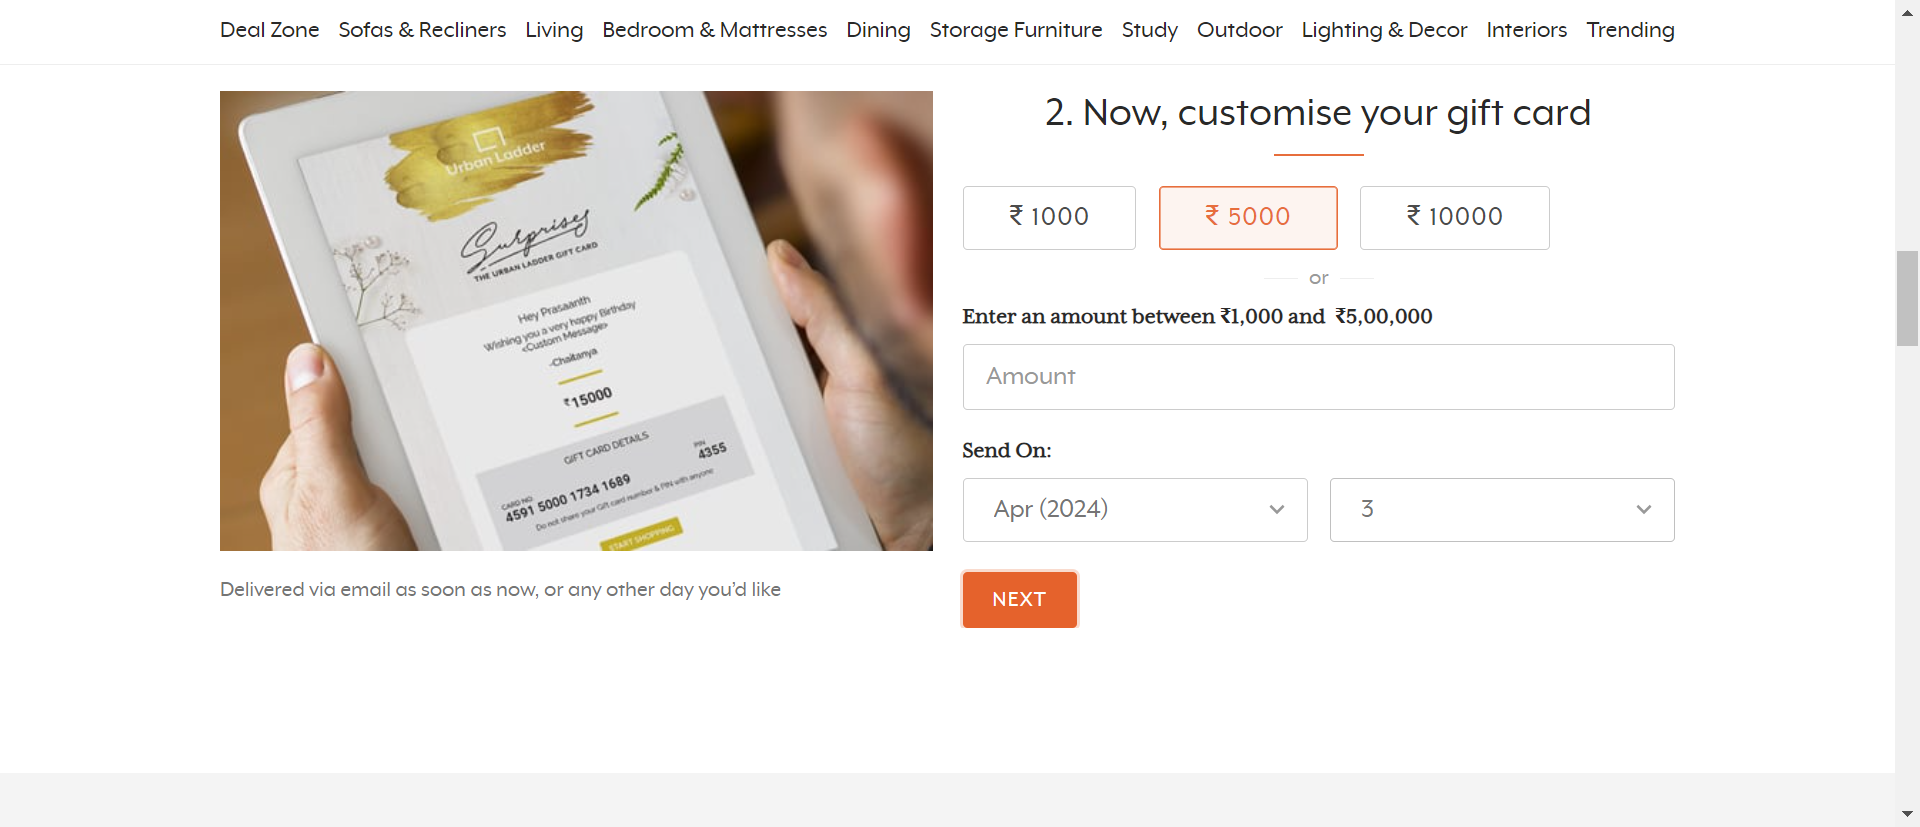 Deal Zone Sofas & Recliners Living Bedroom & Mattresses Dining Storage Furniture Study Outdoor Lighting & Decor Interiors Trending
Urban Ladder
Surprise!
THE URBAN LADDER GIFT CARD
Hey Prasaanth
Wishing you a very happy Birthday
<Custom Message>
-Chaitanya
₹15000
GIFT CARD DETAILS
PIN
4355
CARD NO.
4591 5000 1734 1689
Do not share your Gift card number & PIN with anyone
START SHOPPING
Delivered via email as soon as now, or any other day you’d like
2. Now, customise your gift card
₹ 1000 ₹ 5000 ₹ 10000
or
Enter an amount between ₹1,000 and ₹5,00,000
Amount
Send On:
Apr (2024) 3
NEXT